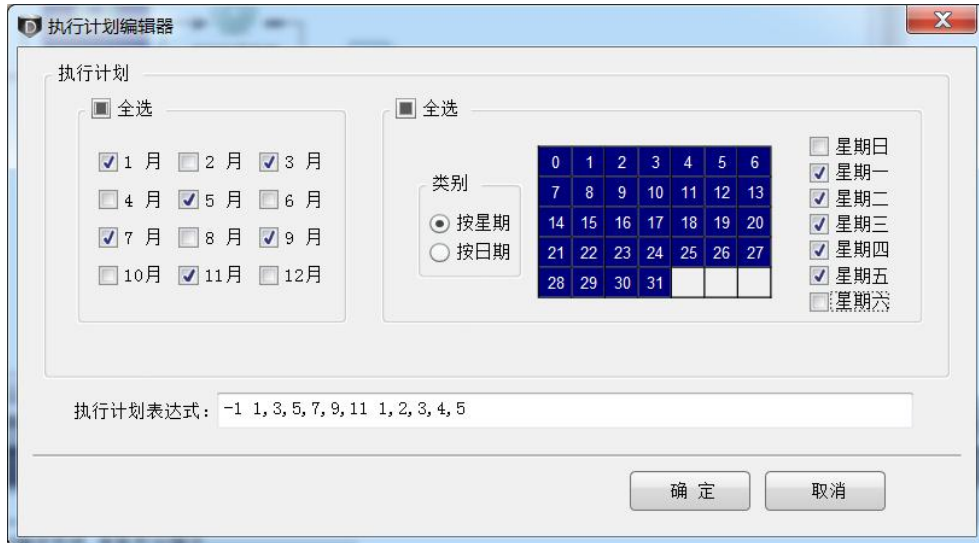 执行计划编辑器
执行计划
全选
1 月 2 月 3 月
4 月 5 月 6 月
7 月 8 月 9 月
10月 11月 12月
全选
类别
按星期
按日期
0 1 2 3 4 5 6
7 8 9 10 11 12 13
14 15 16 17 18 19 20
21 22 23 24 25 26 27
28 29 30 31
星期日
星期一
星期二
星期三
星期四
星期五
星期六
执行计划表达式: -1 1,3,5,7,9,11 1,2,3,4,5
确 定 取消